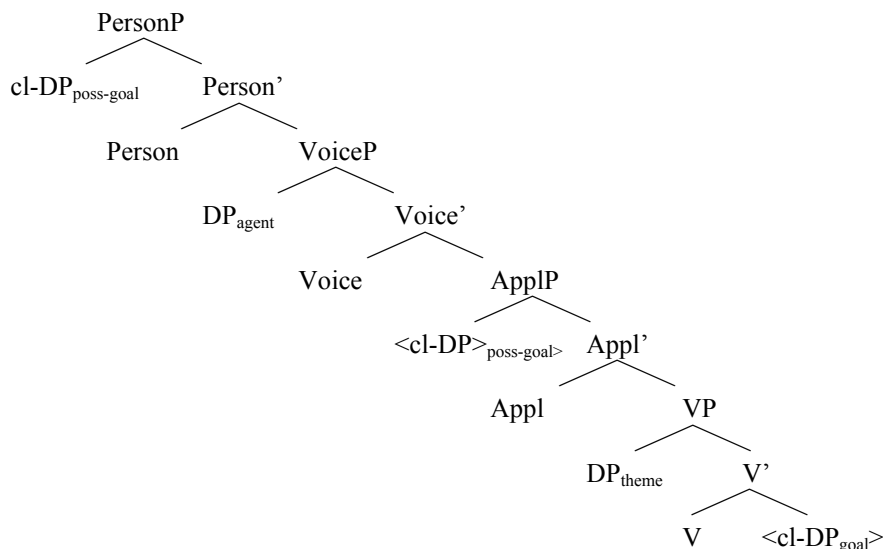 PersonP
cl-DPposs-goal Person’
Person VoiceP
DPagent Voice’
Voice ApplP
<cl-DP>poss-goal> Appl’
Appl VP
DPtheme V’
V <cl-DPgoal>